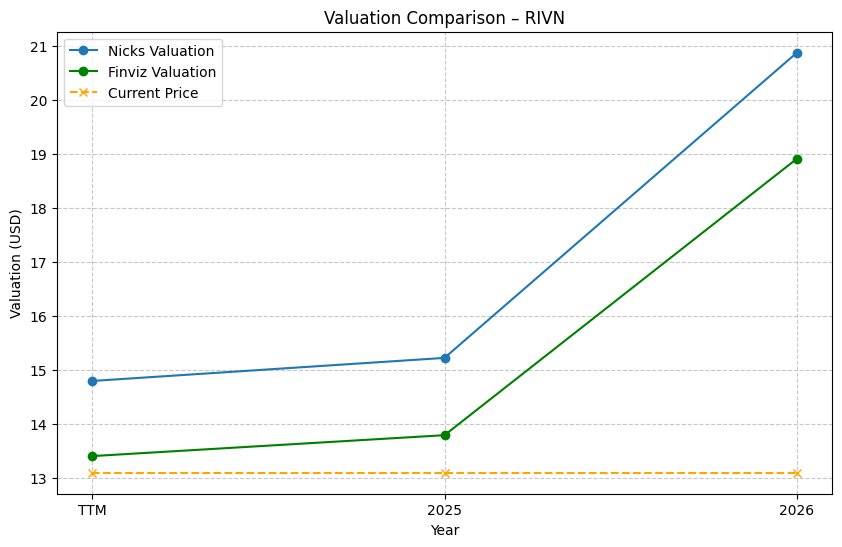 Valuation Comparison – RIVN
Nicks Valuation
Finviz Valuation
Current Price
Valuation (USD)
21
20
19
18
17
16
15
14
13
TTM
2025
2026
Year